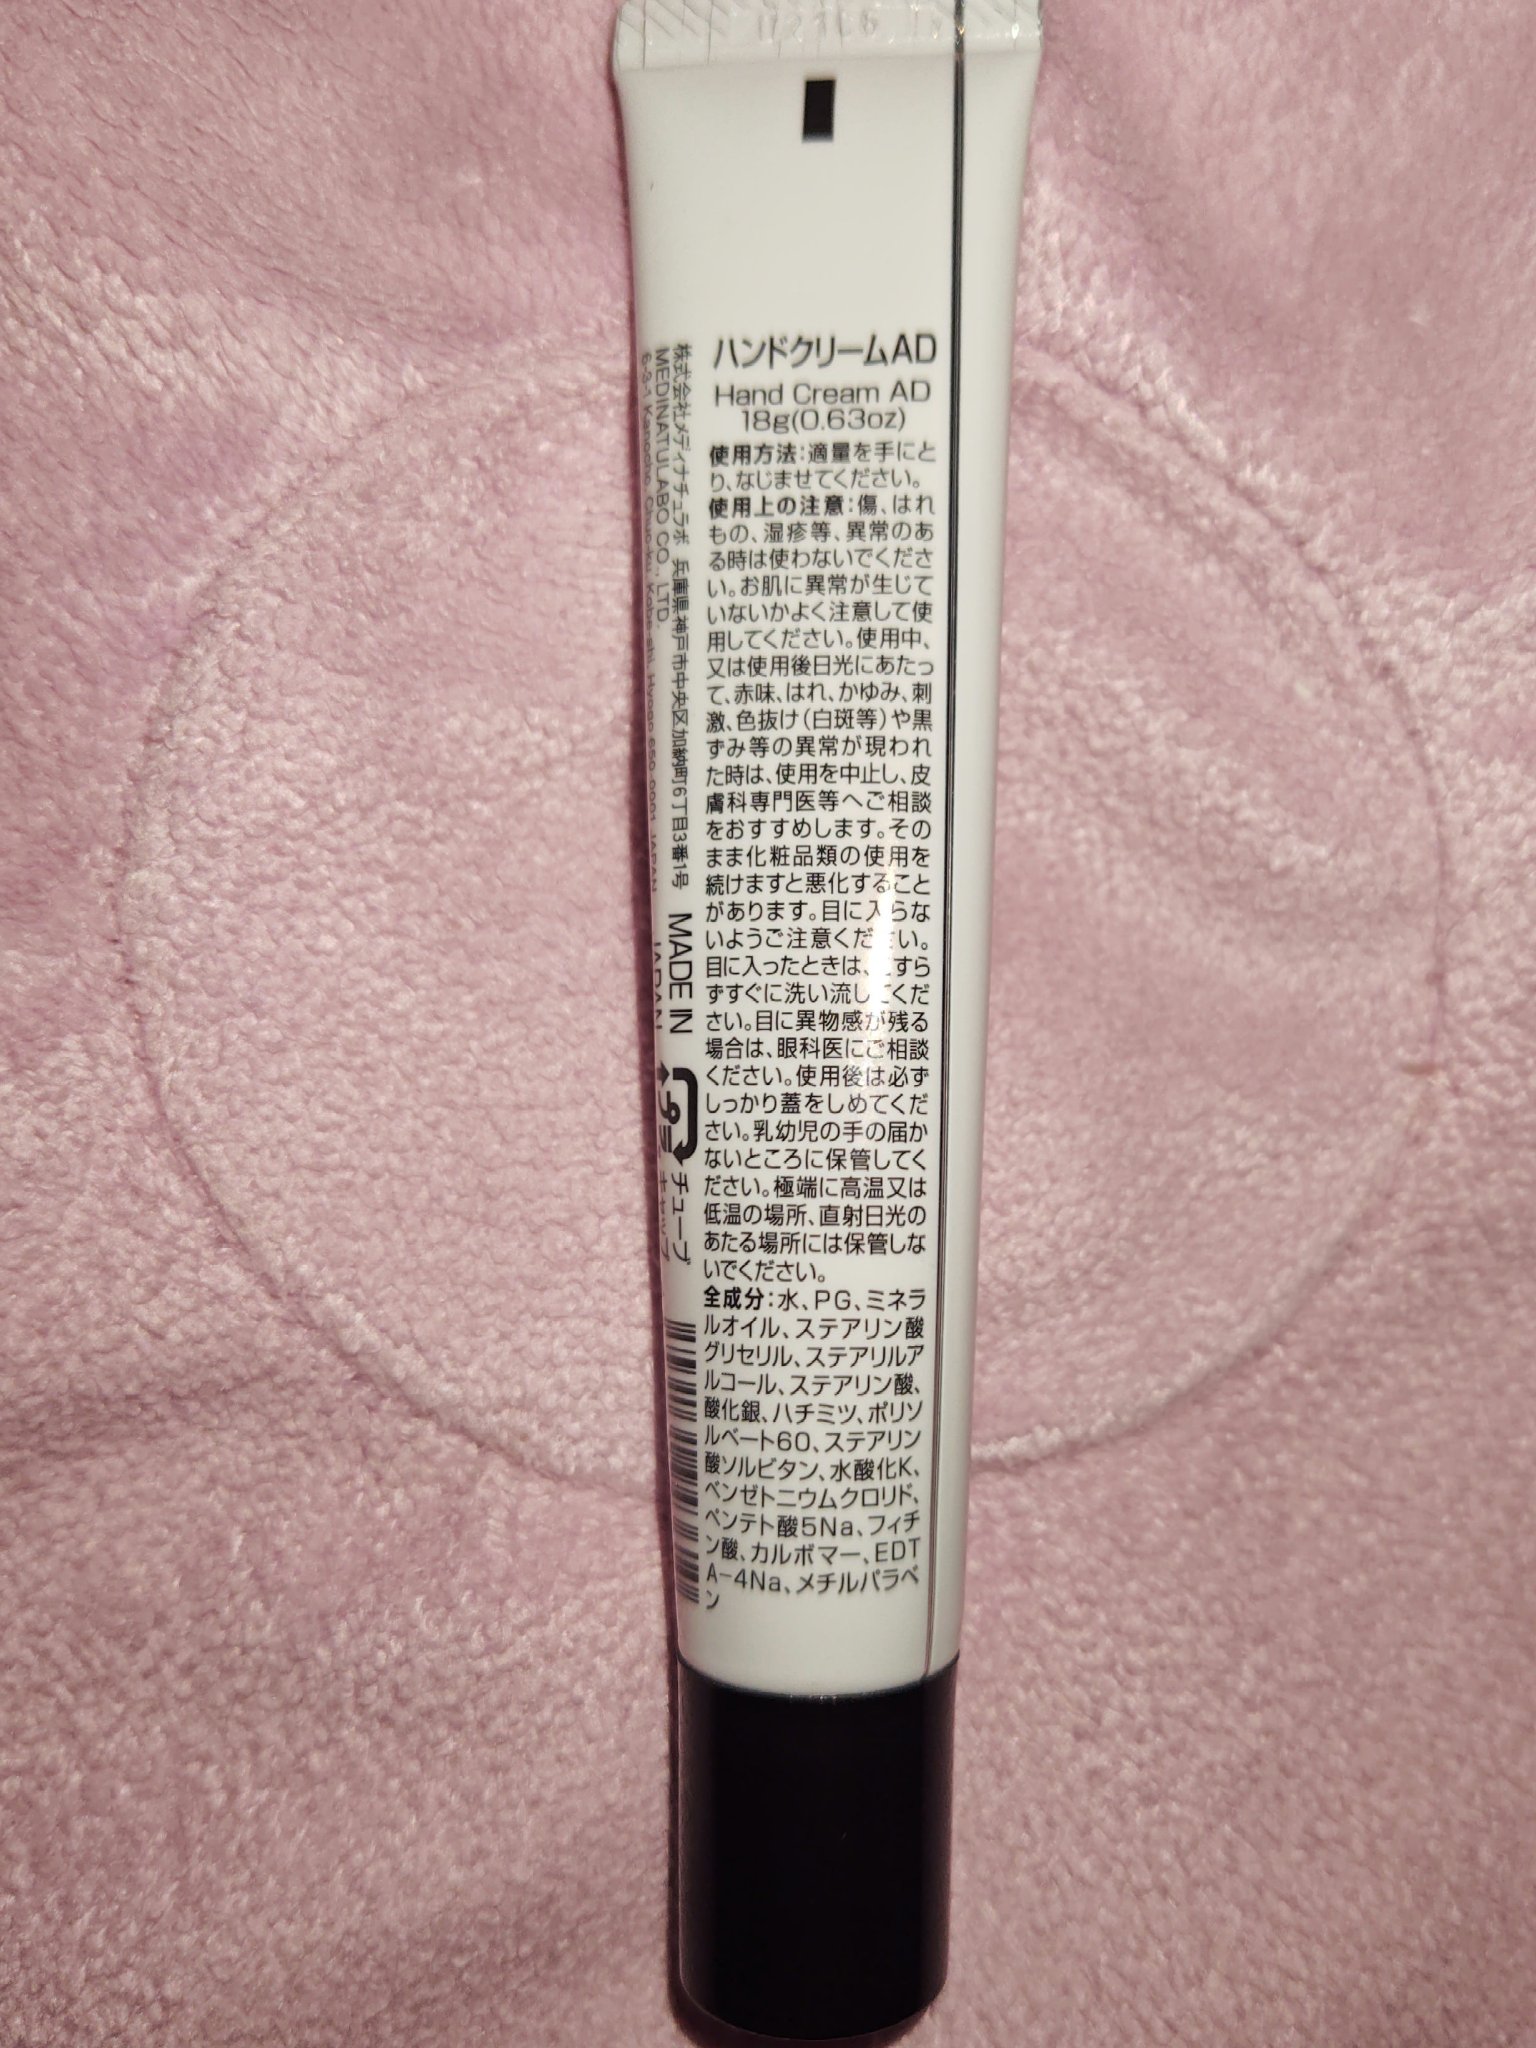 ハンドクリームAD
Hand Cream AD
18g(0.63oz)
使用方法：適量を手にと
り、なじませてください。
使用上の注意：傷、はれ
もの、湿疹等、異常のあ
る時は使わないでくださ
い。お肌に異常が生じて
いないかよく注意して使
用してください。使用中、
又は使用後日光にあたっ
て、赤味、はれ、かゆみ、刺
激、色抜け（白斑等）や黒
ずみ等の異常が現われ
た時は、使用を中止し、皮
膚科専門医等へご相談
をおすすめします。その
まま化粧品類の使用を
続けますと悪化すること
があります。目に入らな
いようご注意ください。
目に入ったときは、こすら
ずすぐに洗い流してくだ
さい。目に異物感が残る
場合は、眼科医にご相談
ください。使用後は必ず
しっかり蓋をしめてくだ
さい。乳幼児の手の届か
ないところに保管してく
ださい。極端に高温又は
低温の場所、直射日光の
あたる場所には保管しな
いでください。
全成分：水、PG、ミネラ
ルオイル、ステアリン酸
グリセリル、ステアリルア
ルコール、ステアリン酸、
酸化銀、ハチミツ、ポリソ
ルベート60、ステアリン
酸ソルビタン、水酸化K、
ベンゼトニウムクロリド、
ペンテト酸5Na、フィチ
ン酸、カルボマー、EDT
A-4Na、メチルパラベ
ン
株式会社メディナチュラボ 兵庫県神戸市中央区加納町6丁目3番1号
MEDINATULABO CO., LTD.
6-3-1 Kanocho, Chuo-ku, Kobe-shi, Hyogo 650-0001 JAPAN
MADE IN
JAPAN
プラ
チューブ
キャップ